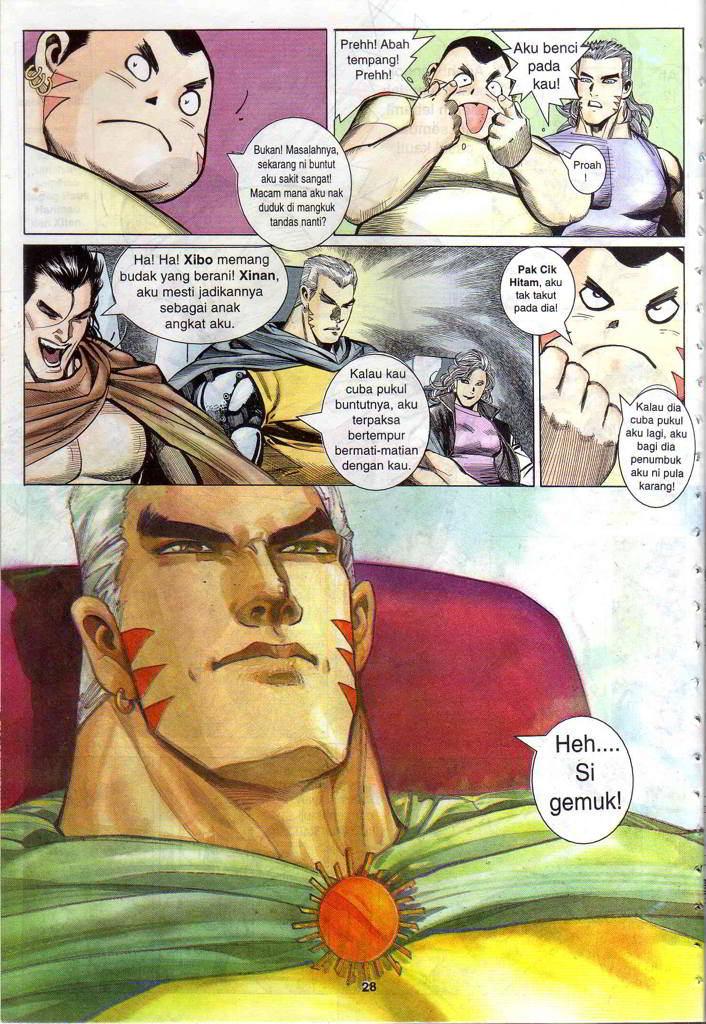 Bukan! Masalahnya,
sekarang ni buntut
aku sakit sangat!
Macam mana aku nak
duduk di mangkuk
tandas nanti?
Prehh! Abah
tempang!
Prehh!
Aku benci
pada
kau!
Proah
!
Ha! Ha! Xibo memang
budak yang berani! Xinan,
aku mesti jadikannya
sebagai anak
angkat aku.
Kalau kau
cuba pukul
buntutnya, aku
terpaksa
bertempur
bermati-matian
dengan kau.
Pak Cik
Hitam, aku
tak takut
pada dia!
Kalau dia
cuba pukul
aku lagi, aku
bagi dia
penumbuk
aku ni pula
karang!
Heh....
Si
gemuk!
28